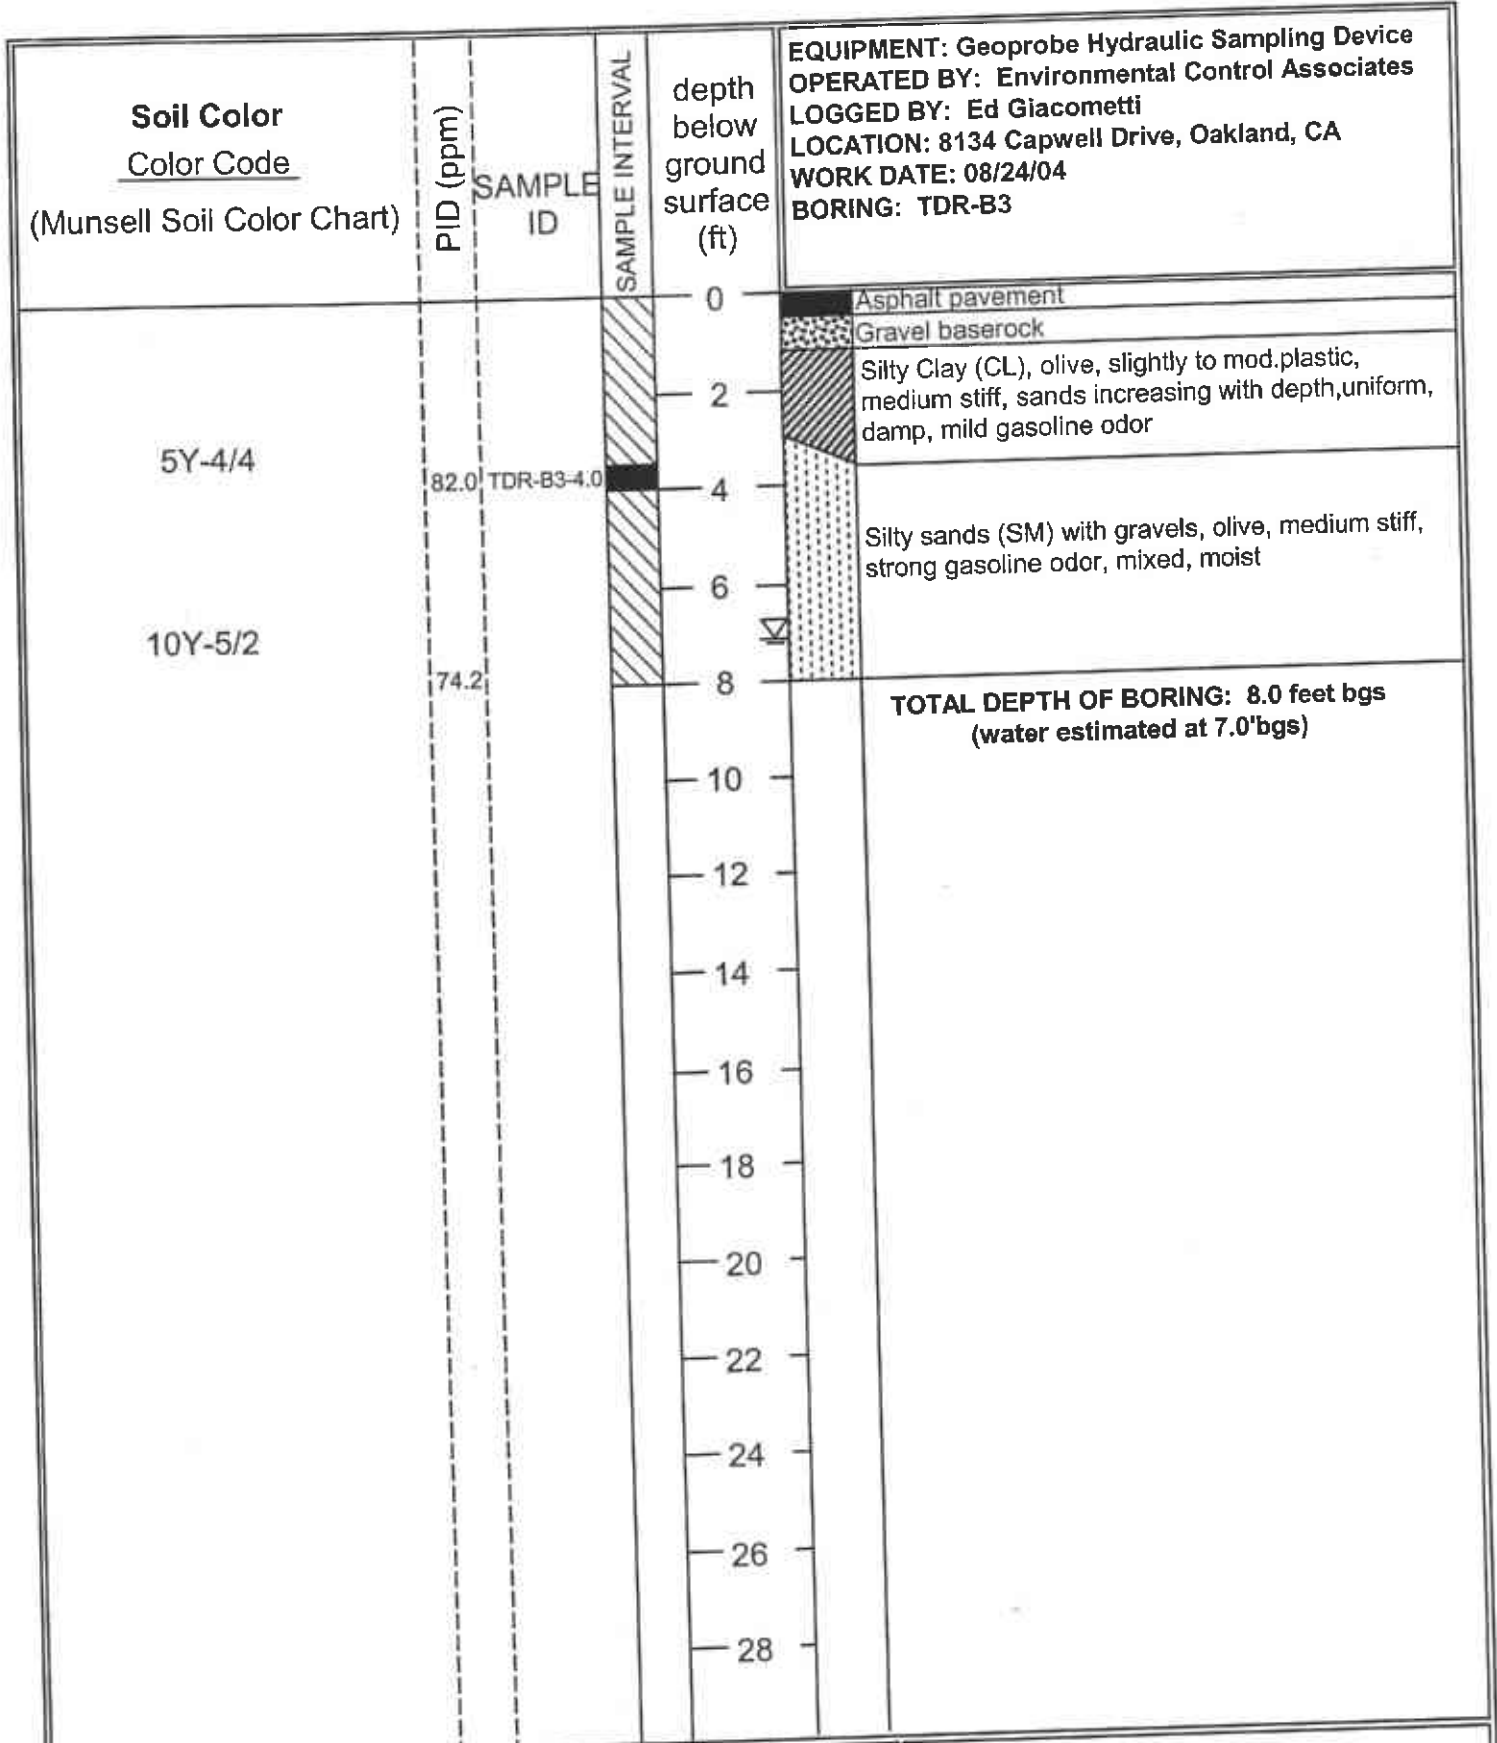 Soil Color
Color Code
(Munsell Soil Color Chart)
PID (ppm)
SAMPLE
ID
SAMPLE INTERVAL
depth
below
ground
surface
(ft)
EQUIPMENT: Geoprobe Hydraulic Sampling Device
OPERATED BY: Environmental Control Associates
LOGGED BY: Ed Giacometti
LOCATION: 8134 Capwell Drive, Oakland, CA
WORK DATE: 08/24/04
BORING: TDR-B3
0
Asphalt pavement
Gravel baserock
Silty Clay (CL), olive, slightly to mod.plastic,
2
medium stiff, sands increasing with depth,uniform,
damp, mild gasoline odor
5Y-4/4
82.0
TDR-B3-4.0
4
Silty sands (SM) with gravels, olive, medium stiff,
strong gasoline odor, mixed, moist
6
10Y-5/2
74.2
8
TOTAL DEPTH OF BORING: 8.0 feet bgs
(water estimated at 7.0'bgs)
10
12
14
16
18
20
22
24
26
28